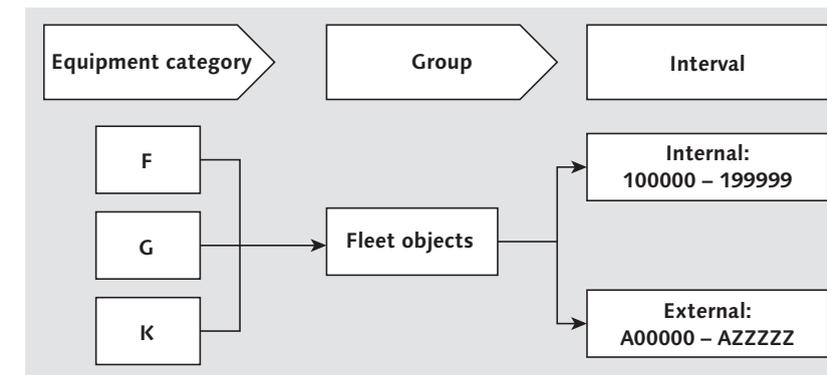 Equipment category
Group
Interval
F
G
K
Fleet objects
Internal:
100000 – 199999
External:
A00000 – AZZZZZ